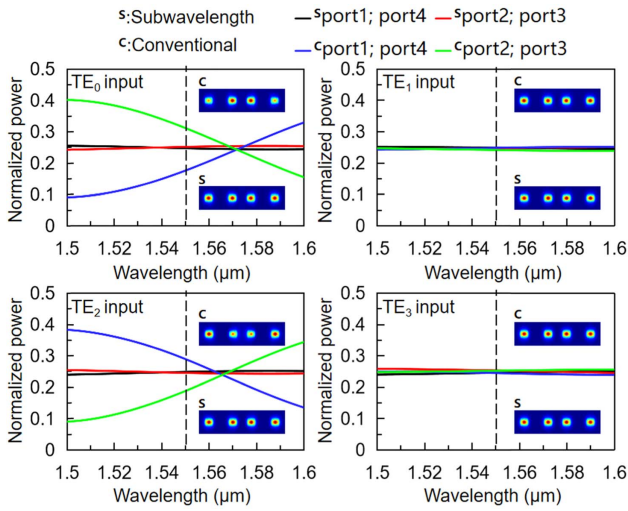 S:Subwavelength
Sport1; port4
Sport2; port3
C:Conventional
Cport1; port4
Cport2; port3
Normalized power
0.5
0.4
0.3
0.2
0.1
0
TE0 input
C
S
1.5 1.52 1.54 1.56 1.58 1.6
Wavelength (μm)
Normalized power
0.5
0.4
0.3
0.2
0.1
0
TE1 input
C
S
1.5 1.52 1.54 1.56 1.58 1.6
Wavelength (μm)
Normalized power
0.5
0.4
0.3
0.2
0.1
0
TE2 input
C
S
1.5 1.52 1.54 1.56 1.58 1.6
Wavelength (μm)
Normalized power
0.5
0.4
0.3
0.2
0.1
0
TE3 input
C
S
1.5 1.52 1.54 1.56 1.58 1.6
Wavelength (μm)